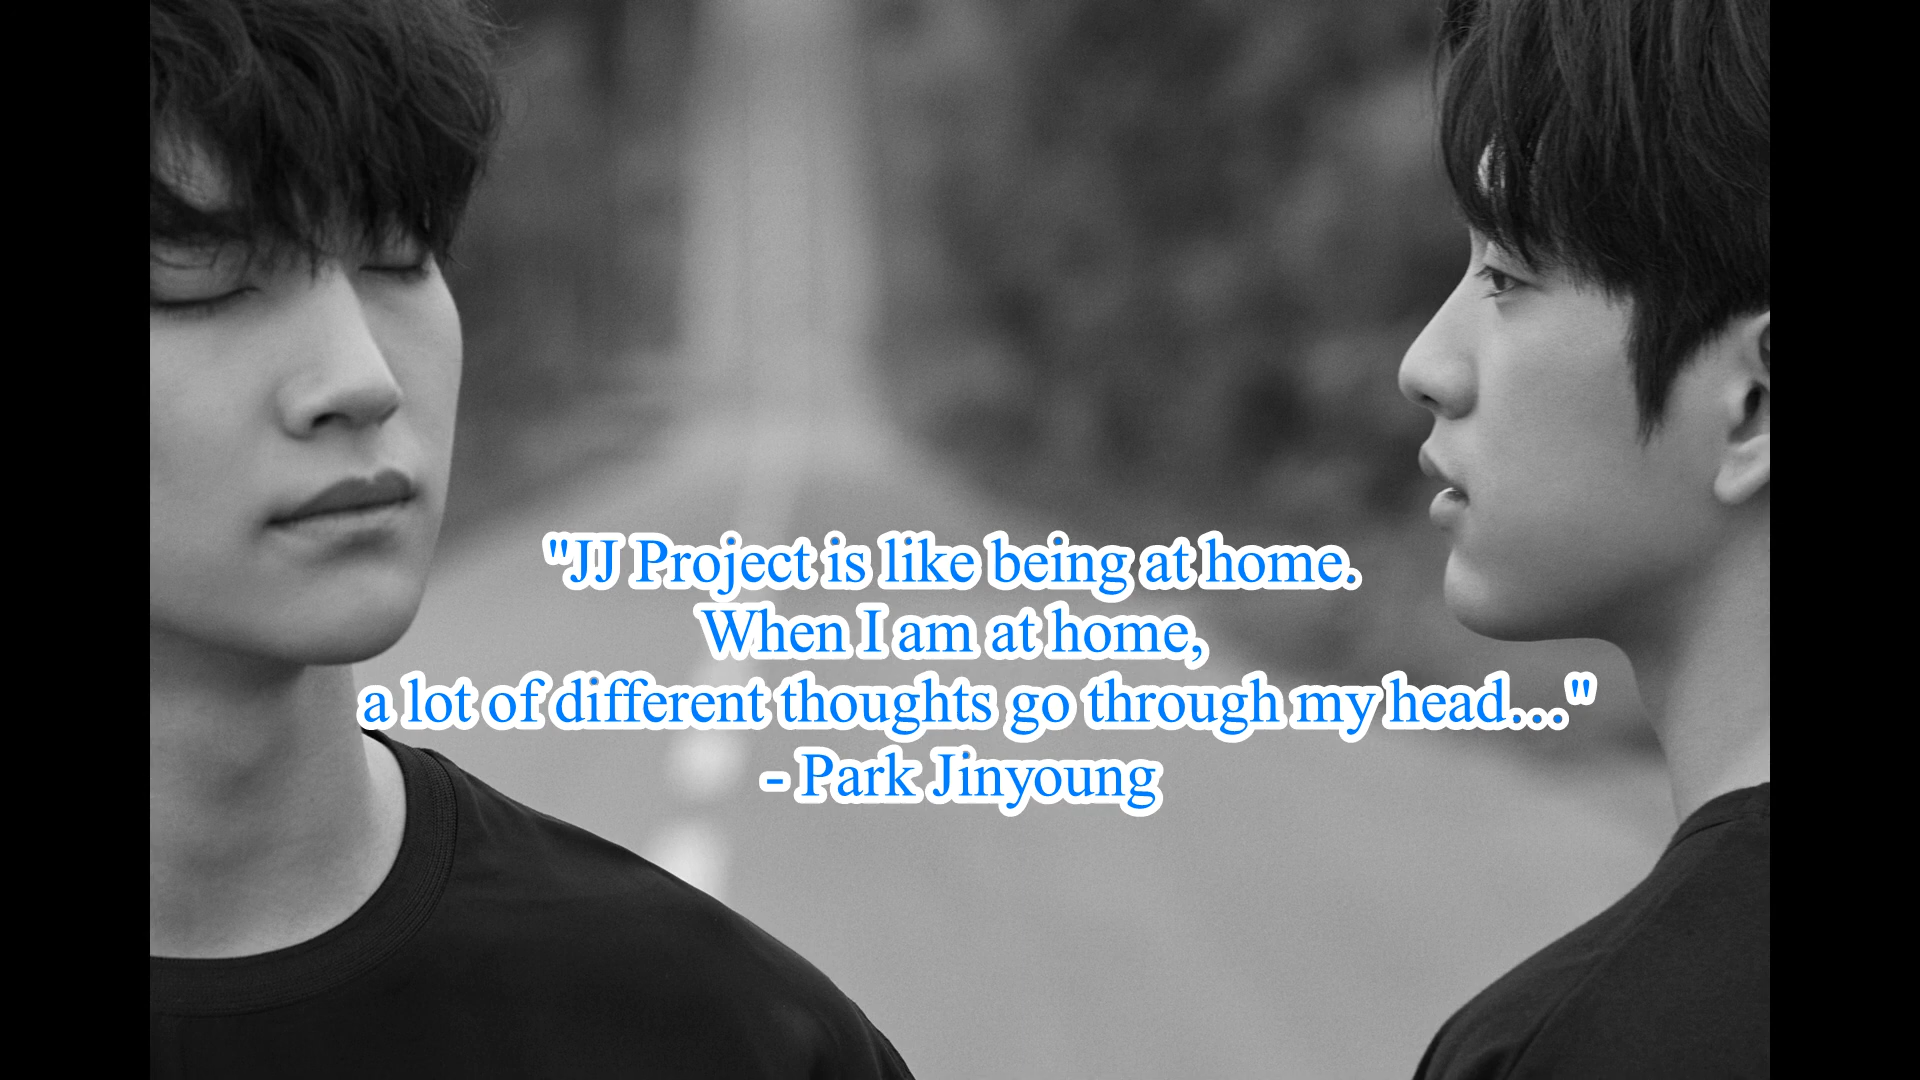 "JJ Project is like being at home.
When I am at home,
a lot of different thoughts go through my head..."
- Park Jinyoung